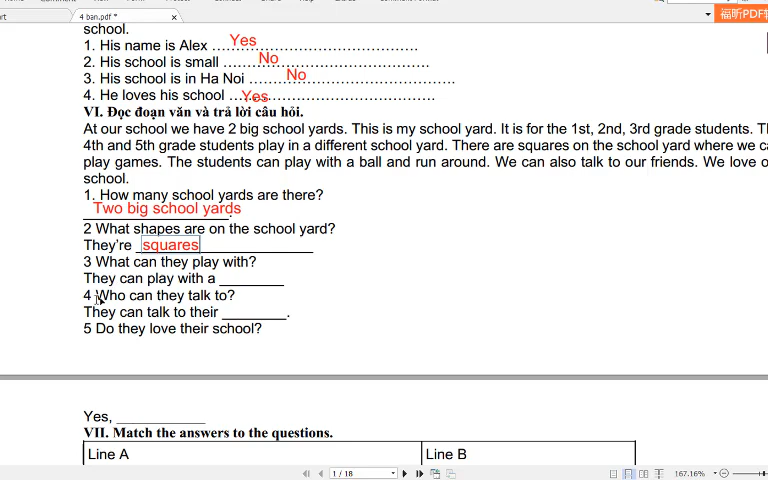 4 ban.pdf *
福昕PDF
school.
1. His name is Alex ……Yes……
2. His school is small ……No……
3. His school is in Ha Noi ……No……
4. He loves his school ……Yes……
VI. Đọc đoạn văn và trả lời câu hỏi.
At our school we have 2 big school yards. This is my school yard. It is for the 1st, 2nd, 3rd grade students.
4th and 5th grade students play in a different school yard. There are squares on the school yard where we
play games. The students can play with a ball and run around. We can also talk to our friends. We love
school.
1. How many school yards are there?
Two big school yards.
2 What shapes are on the school yard?
They're squares
3 What can they play with?
They can play with a ________
4 Who can they talk to?
They can talk to their ________.
5 Do they love their school?
Yes, ___________
VII. Match the answers to the questions.
Line A
Line B
1 / 18
167.16%